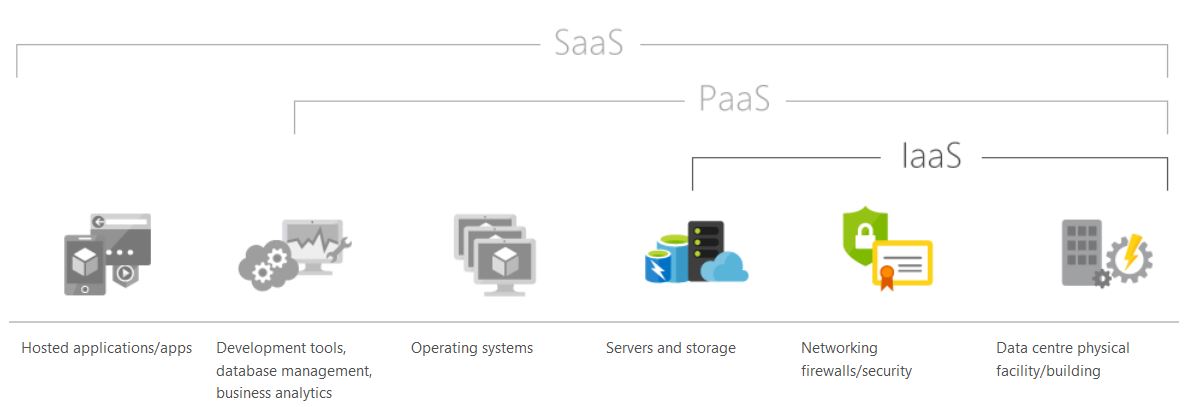 SaaS
PaaS
IaaS
Hosted applications/apps
Development tools,
database management,
business analytics
Operating systems
Servers and storage
Networking
firewalls/security
Data centre physical
facility/building